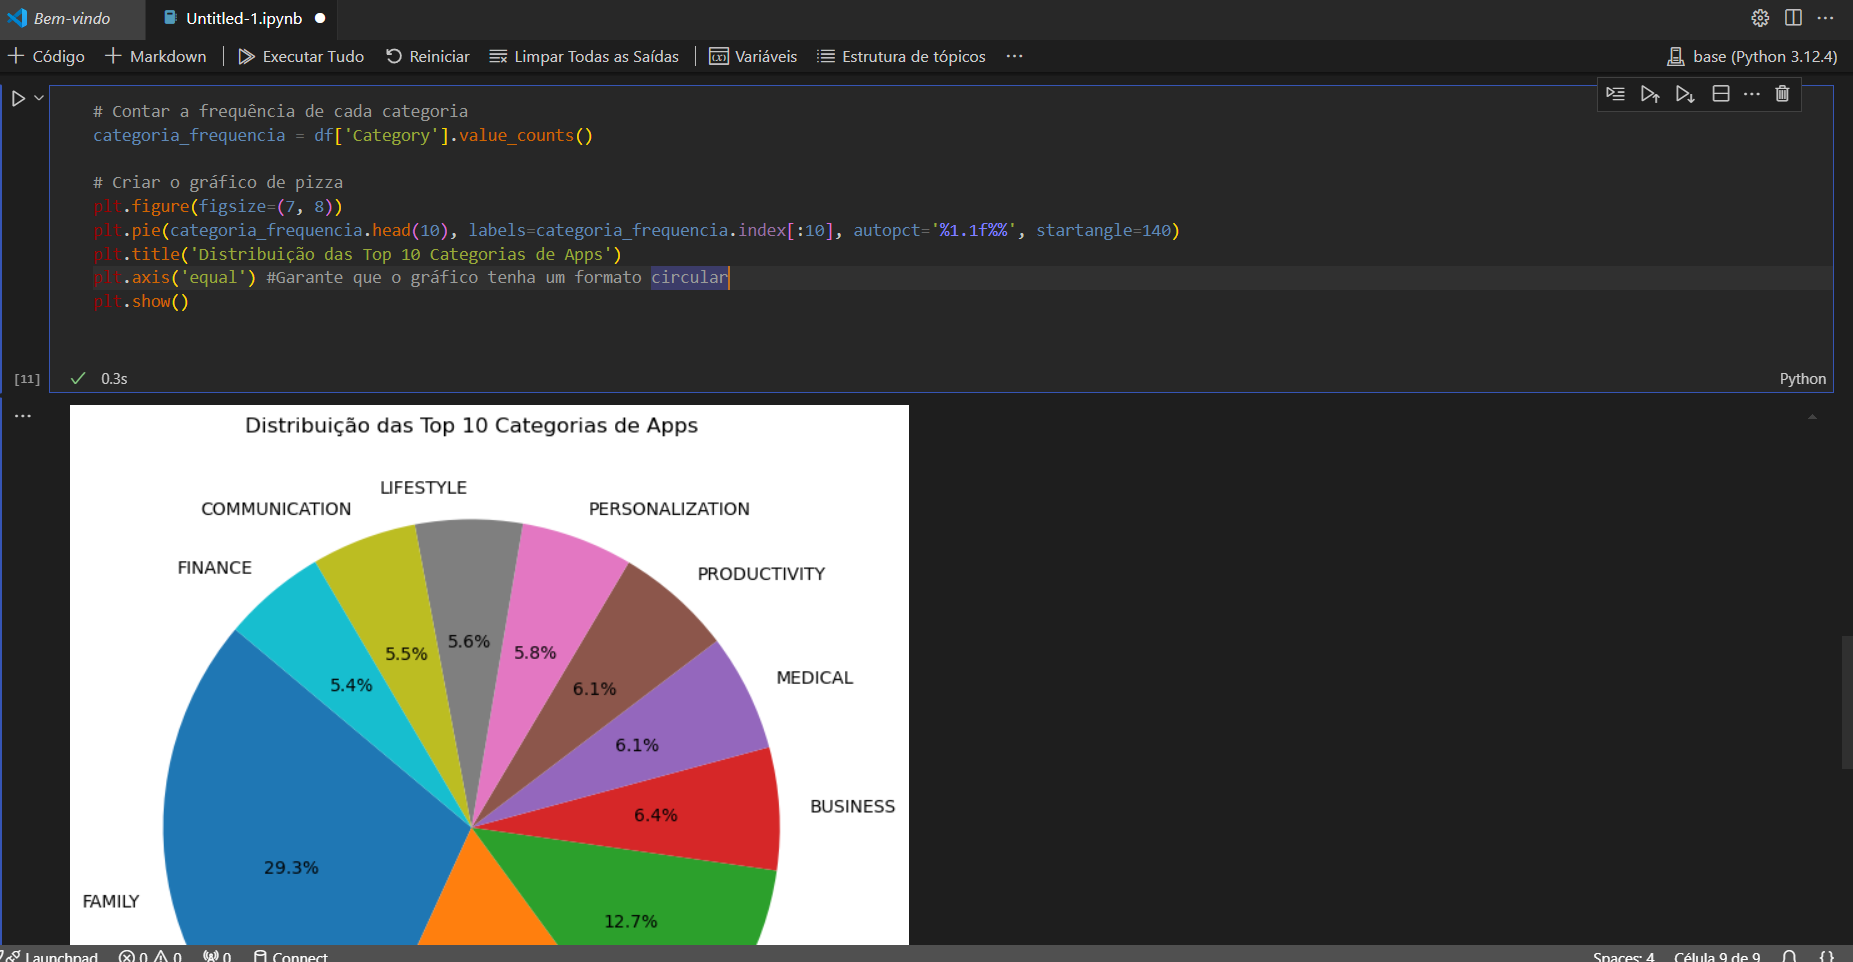 Bem-vindo
Untitled-1.ipynb
Código Markdown Executar Tudo Reiniciar Limpar Todas as Saídas Variáveis Estrutura de tópicos ... base (Python 3.12.4)
# Contar a frequência de cada categoria
categoria_frequencia = df['Category'].value_counts()
# Criar o gráfico de pizza
plt.figure(figsize=(7, 8))
plt.pie(categoria_frequencia.head(10), labels=categoria_frequencia.index[:10], autopct='%1.1f%%', startangle=140)
plt.title('Distribuição das Top 10 Categorias de Apps')
plt.axis('equal') #Garante que o gráfico tenha um formato circular
plt.show()
[11] 0.3s Python
Distribuição das Top 10 Categorias de Apps
LIFESTYLE
COMMUNICATION
PERSONALIZATION
FINANCE
PRODUCTIVITY
5.6%
5.5%
5.8%
MEDICAL
5.4%
6.1%
6.1%
BUSINESS
6.4%
29.3%
FAMILY
12.7%
Launchpad 0 0 0 Connect Spaces: 4 Célula 9 de 9